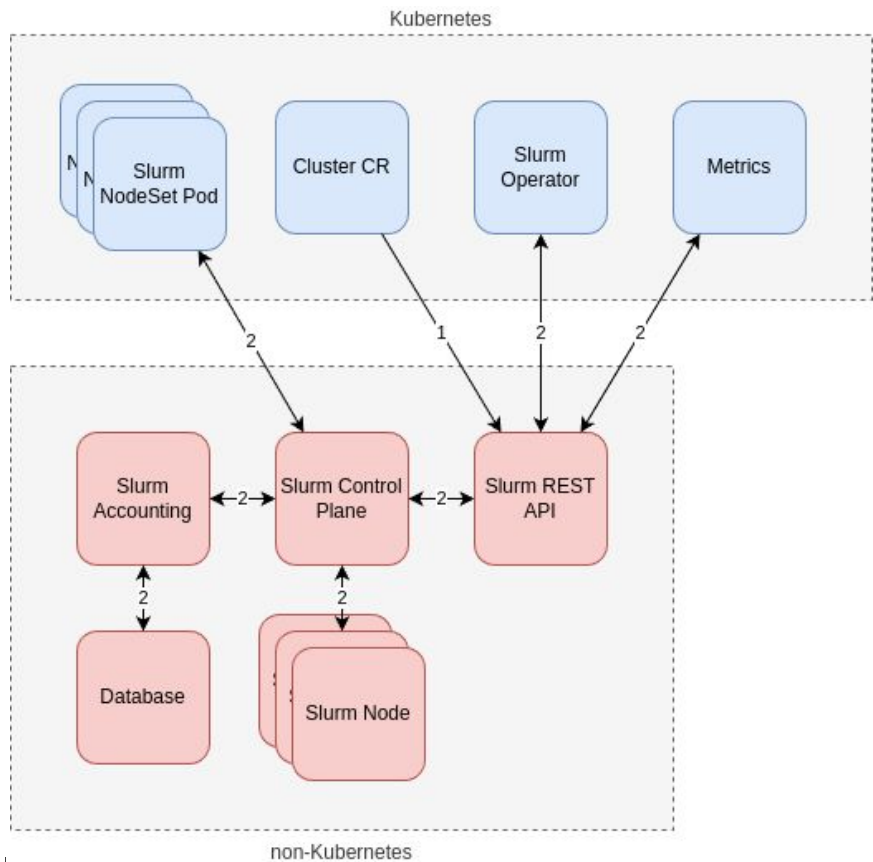 Kubernetes
N
N
Slurm
NodeSet Pod
Cluster CR
Slurm
Operator
Metrics
2
1
2
2
Slurm
Accounting
2
Slurm Control
Plane
2
Slurm REST
API
2
2
Database
Slurm Node
non-Kubernetes